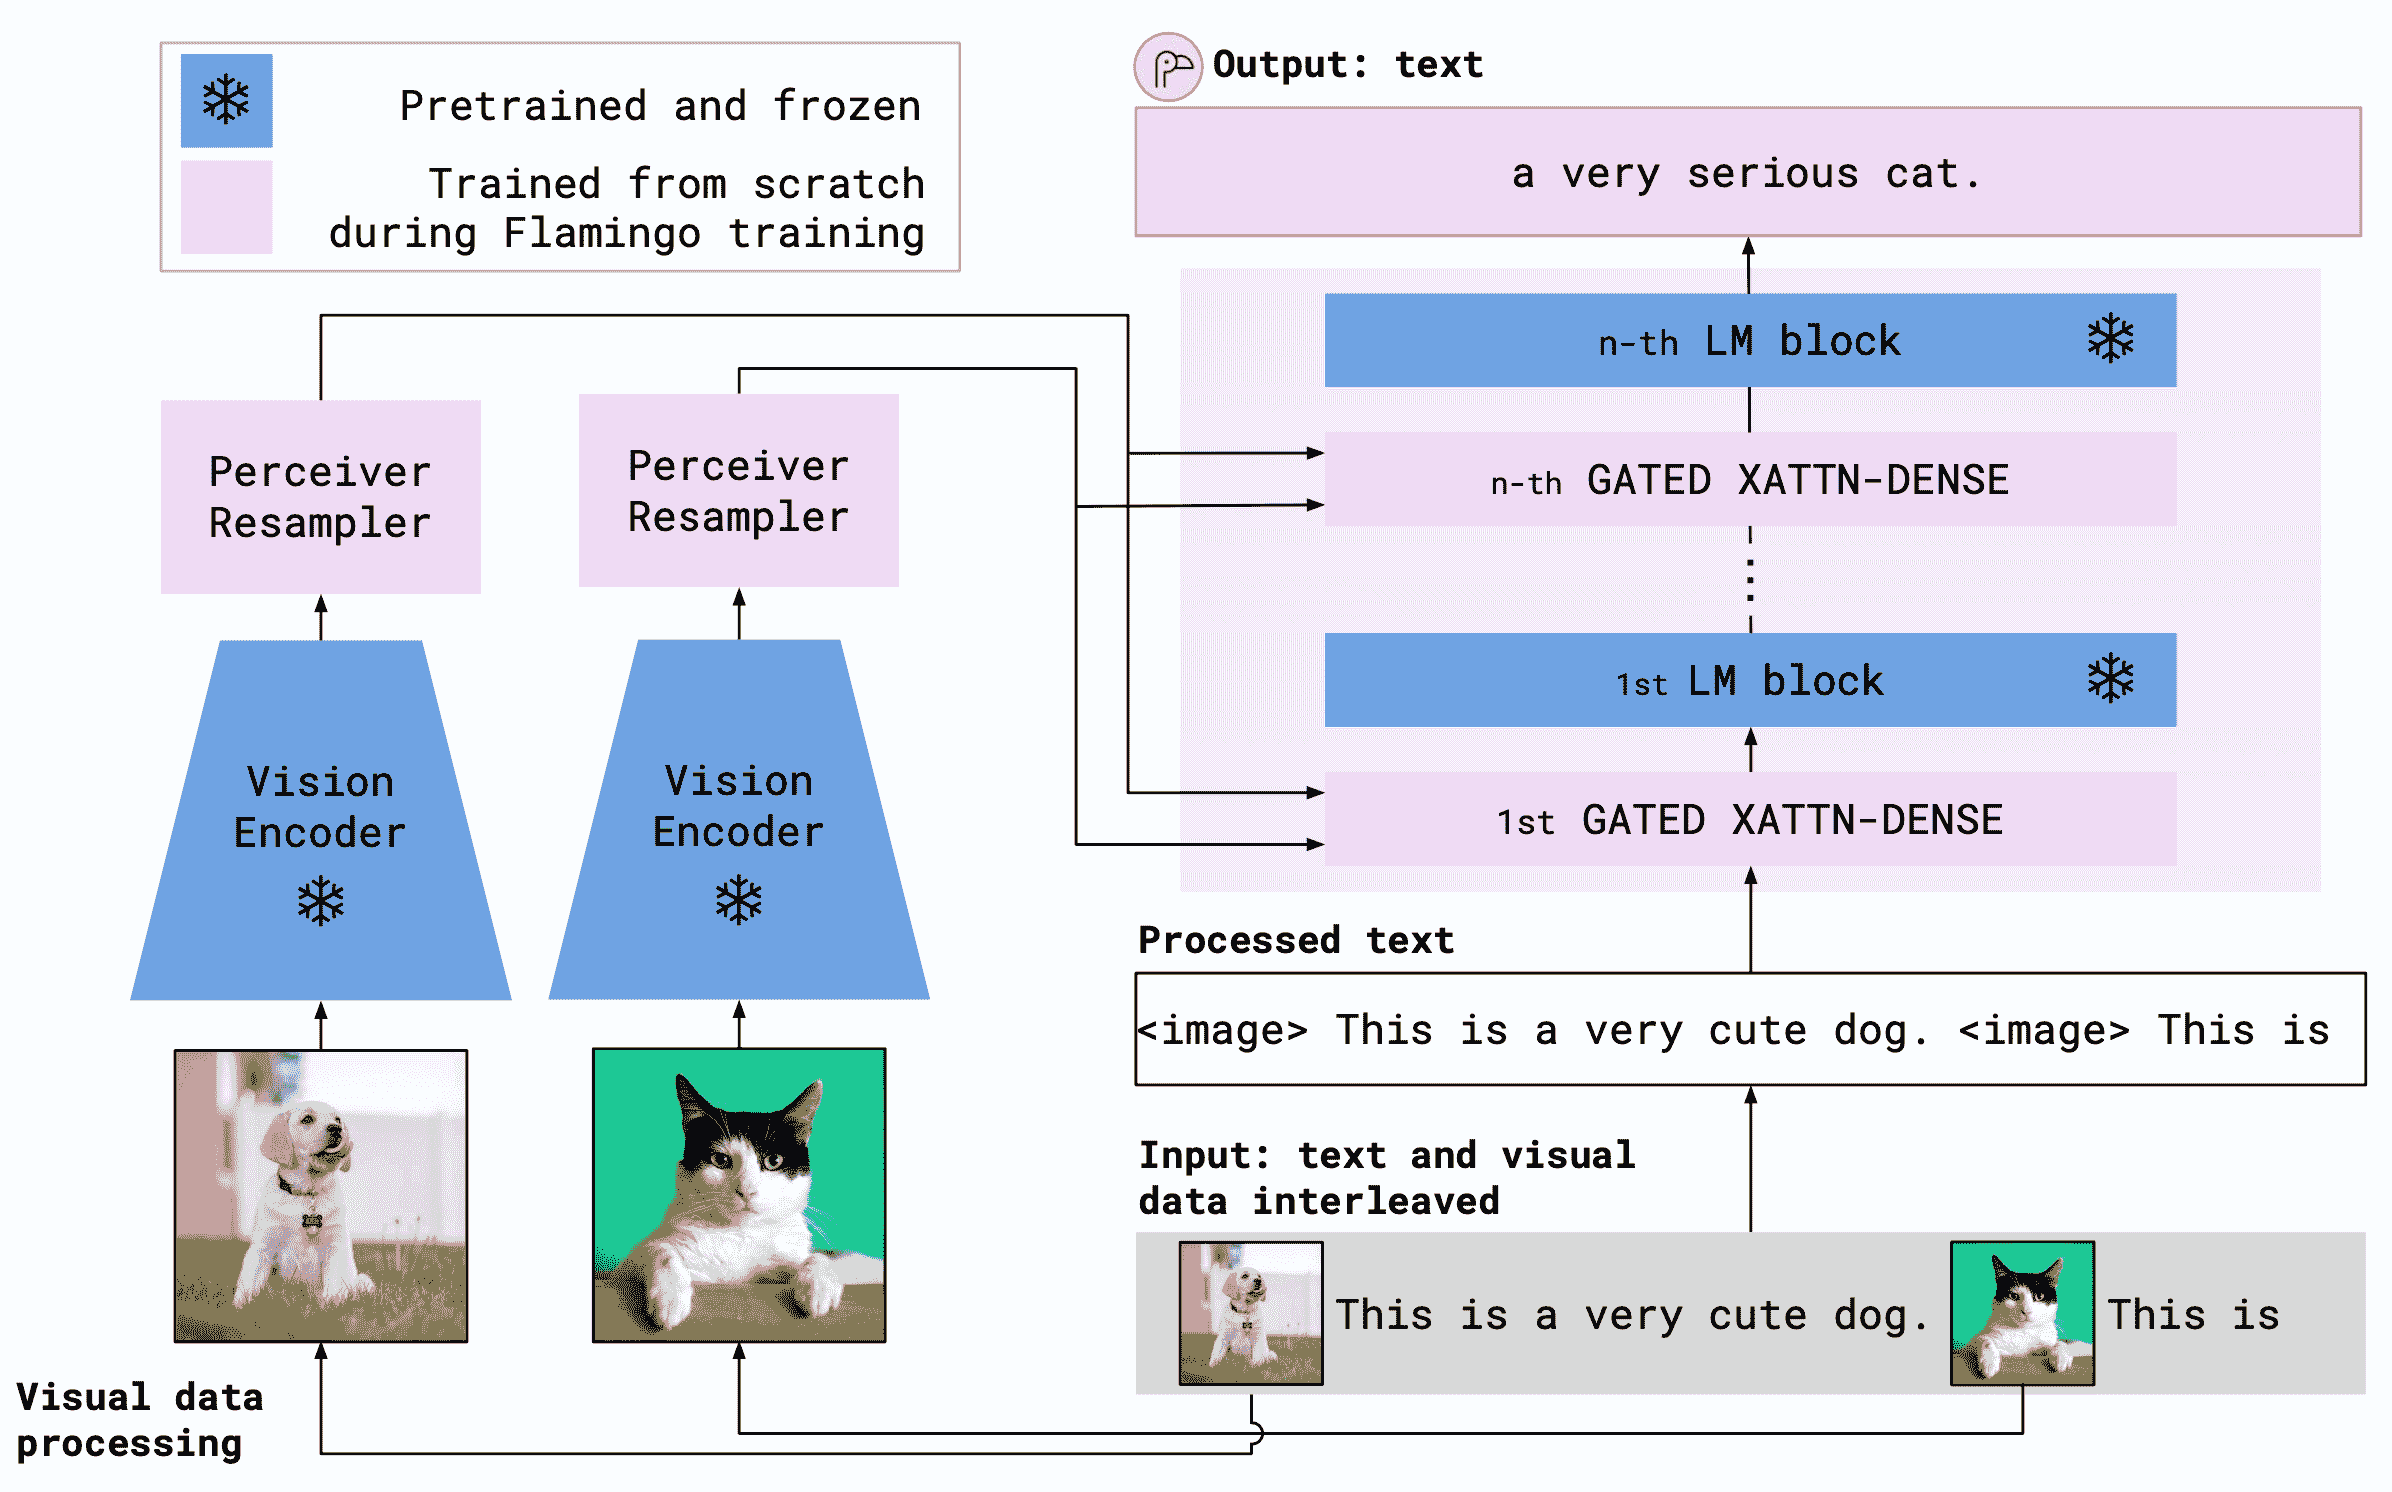 Pretrained and frozen
Trained from scratch
during Flamingo training
Output: text
a very serious cat.
n-th LM block
n-th GATED XATTN-DENSE
1st LM block
1st GATED XATTN-DENSE
Perceiver
Resampler
Perceiver
Resampler
Vision
Encoder
Vision
Encoder
Processed text
<image> This is a very cute dog. <image> This is
Input: text and visual
data interleaved
This is a very cute dog.
This is
Visual data
processing